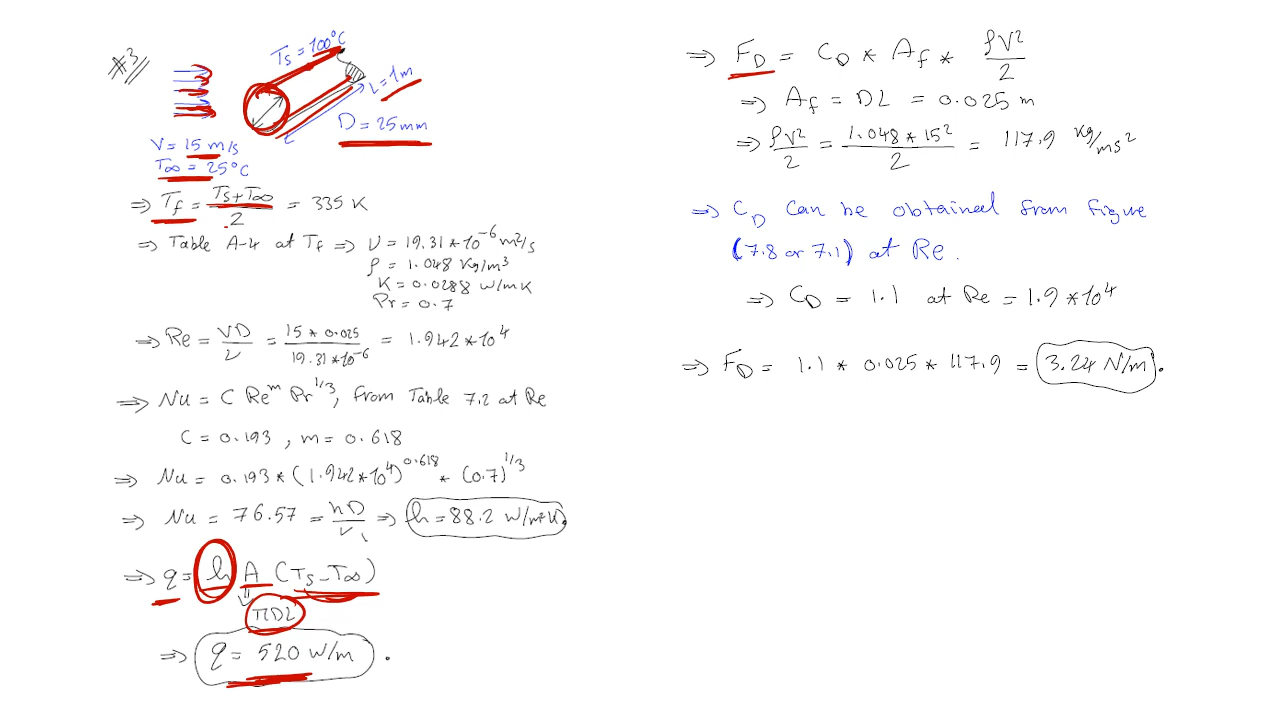 #3
Ts = 100°C
L = 1m
D = 25mm
L
V = 15 m/s
T∞ = 25°C
⇒ Tf = (Ts+T∞)/2 = 335 K
⇒ Table A-4 at Tf ⇒ ν = 19.31*10^-6 m²/s
ρ = 1.048 Kg/m³
K = 0.0288 W/mK
Pr = 0.7
⇒ Re = VD/ν = (15 * 0.025)/(19.31*10^-6) = 1.942*10^4
⇒ Nu = C Re^m Pr^1/3, from Table 7.2 at Re
C = 0.193 , m = 0.618
⇒ Nu = 0.193*(1.942*10^4)^0.618 * (0.7)^1/3
⇒ Nu = 76.57 = hD/K ⇒ h = 88.2 W/m²K.
⇒ q = h A (Ts - T∞)
πDL
⇒ q = 520 W/m .
⇒ FD = CD * Af * ρV²/2
⇒ Af = DL = 0.025 m
⇒ ρV²/2 = (1.048 * 15²)/2 = 117.9 kg/ms²
⇒ CD can be obtained from figure
(7.8 or 7.1) at Re.
⇒ CD = 1.1 at Re = 1.9*10^4
⇒ FD = 1.1 * 0.025 * 117.9 = 3.24 N/m .